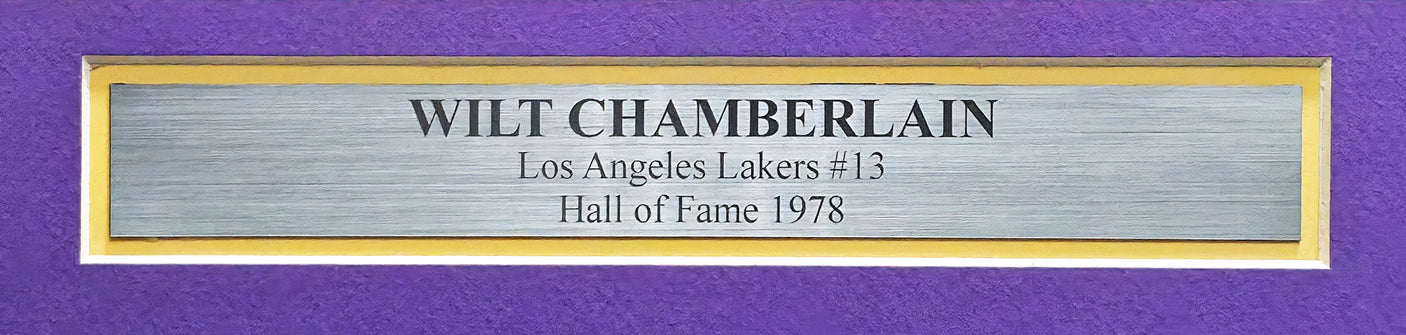 WILT CHAMBERLAIN
Los Angeles Lakers #13
Hall of Fame 1978